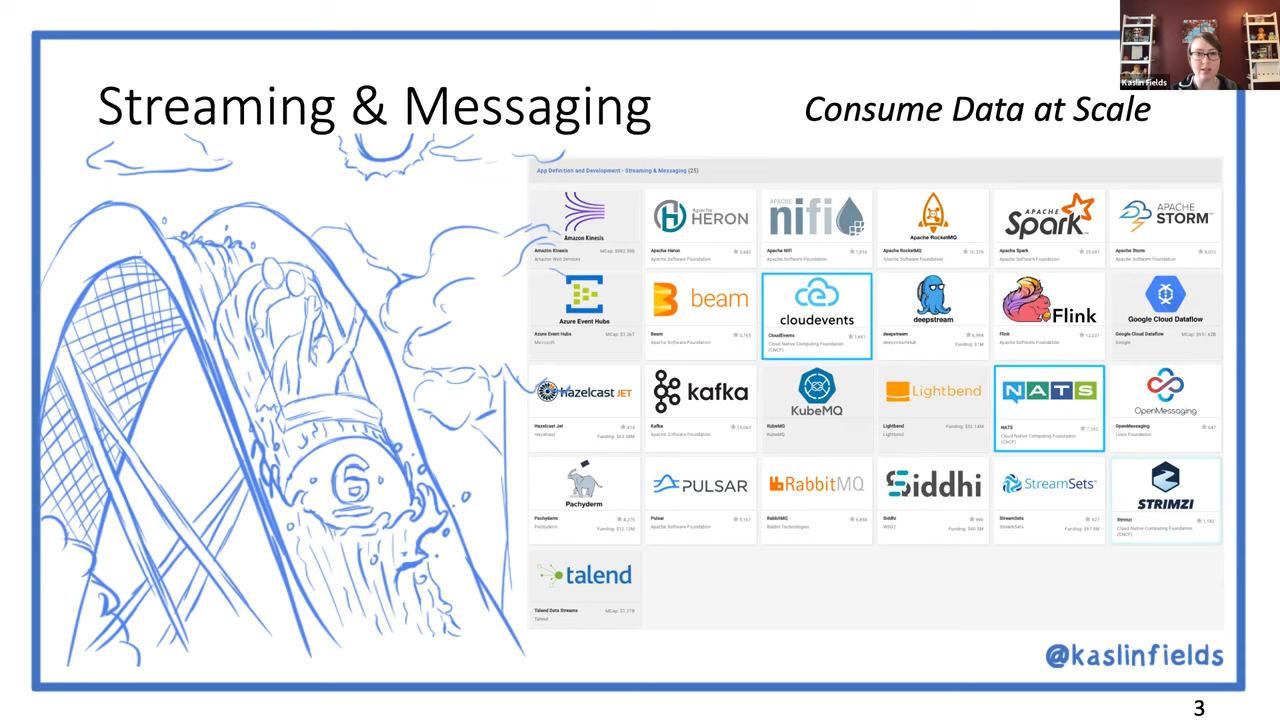 Kaslin Fields
Streaming & Messaging
Consume Data at Scale
App Definition and Development - Streaming & Messaging (25)
Amazon Kinesis
Amazon Kinesis
Amazon Web Services
APACHE
HERON
Apache Heron
Apache Software Foundation
APACHE
nifi
Apache NiFi
Apache Software Foundation
Apache RocketMQ
Apache RocketMQ
Apache Software Foundation
APACHE
Spark
Apache Spark
Apache Software Foundation
APACHE
STORM
Apache Storm
Apache Software Foundation
Azure Event Hubs
Azure Event Hubs
Microsoft
beam
Beam
Apache Software Foundation
cloudevents
CloudEvents
Cloud Native Computing Foundation
(CNCF)
deepstream
deepstream
deepstreamHub
Funding: $1M
Flink
Flink
Apache Software Foundation
Google Cloud Dataflow
Google Cloud Dataflow
Google
hazelcast JET
Hazelcast Jet
Hazelcast
kafka
Kafka
Apache Software Foundation
KubeMQ
KubeMQ
KubeMQ
Lightbend
Lightbend
Lightbend
NATS
NATS
Cloud Native Computing Foundation
(CNCF)
OpenMessaging
OpenMessaging
Linux Foundation
Pachyderm
Pachyderm
Pachyderm
PULSAR
Pulsar
Apache Software Foundation
RabbitMQ
RabbitMQ
Siddhi
Siddhi
WSO2
StreamSets
StreamSets
StreamSets
STRIMZI
Strimzi
Cloud Native Computing Foundation
(CNCF)
talend
Talend Data Streams
Talend
6
@kaslinfields
3